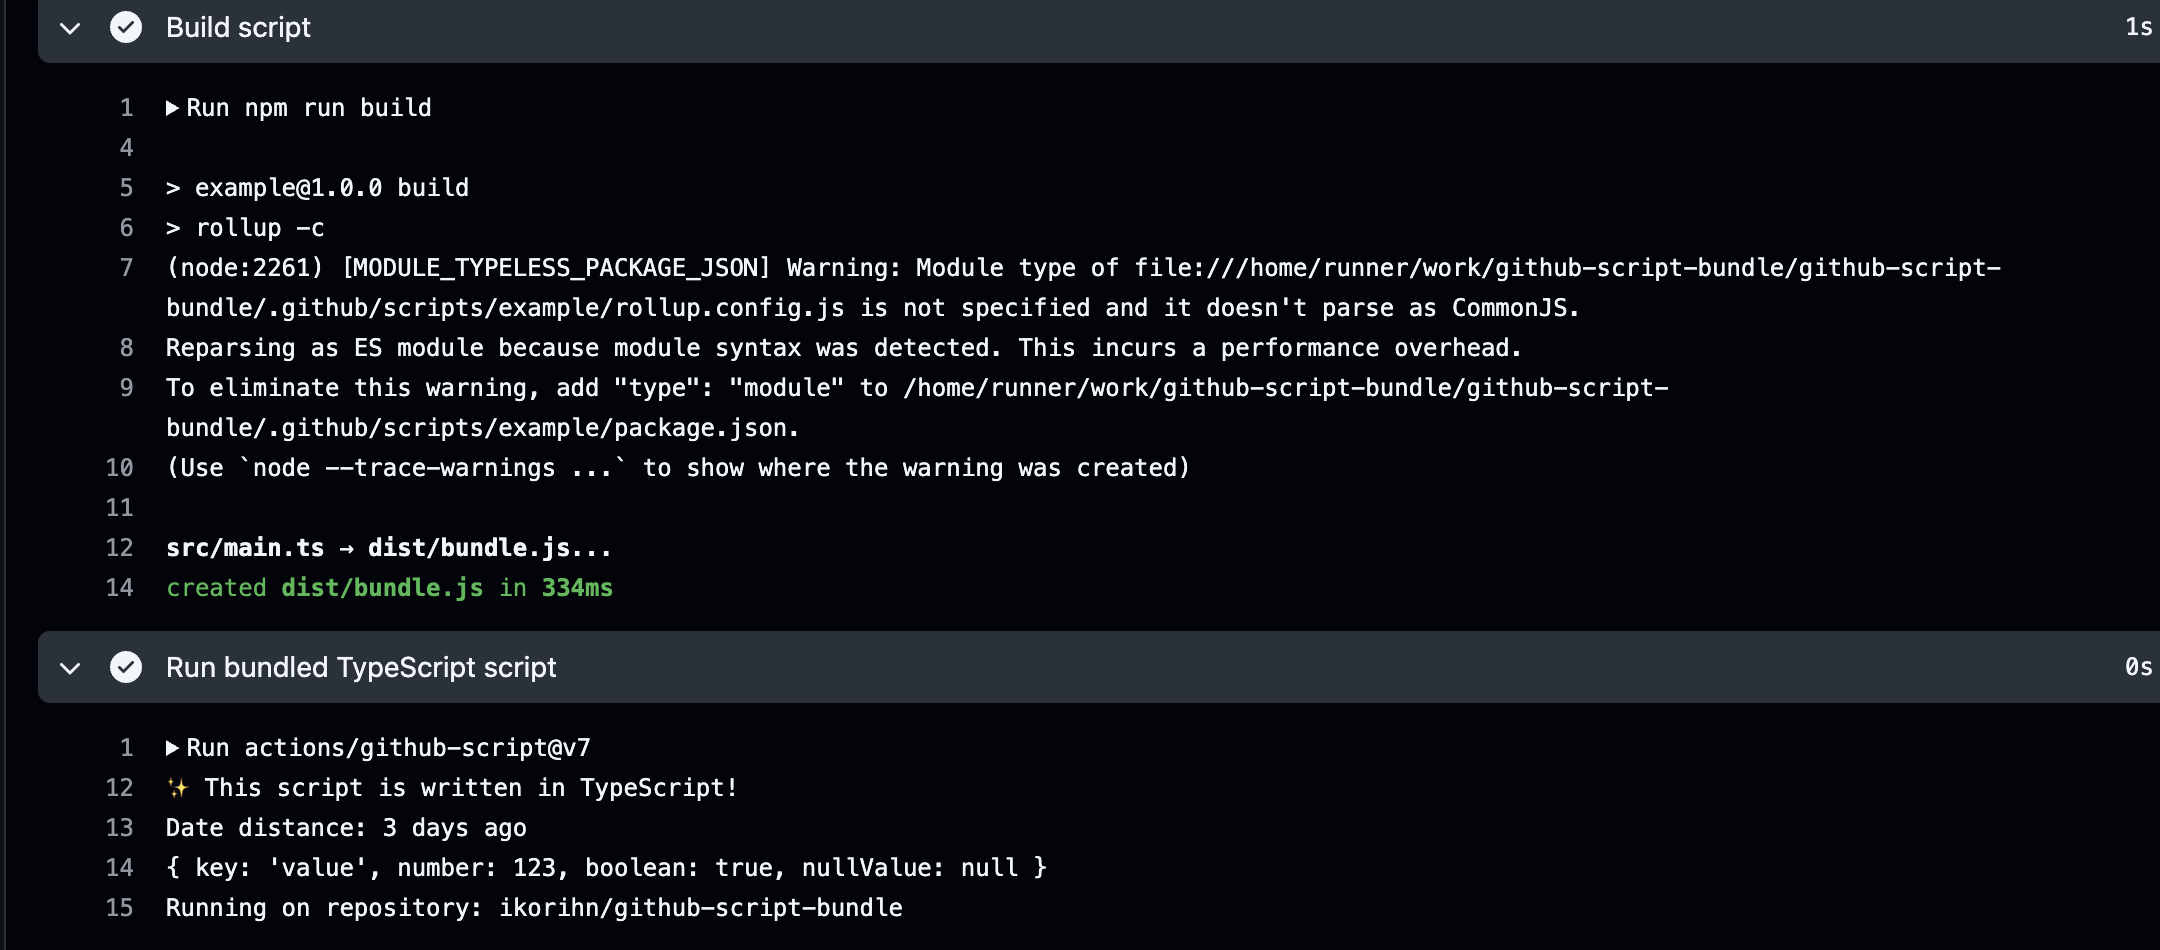 Build script 1s
1 ▶ Run npm run build
4
5 > example@1.0.0 build
6 > rollup -c
7 (node:2261) [MODULE_TYPELESS_PACKAGE_JSON] Warning: Module type of file:///home/runner/work/github-script-bundle/github-script-
bundle/.github/scripts/example/rollup.config.js is not specified and it doesn't parse as CommonJS.
8 Reparsing as ES module because module syntax was detected. This incurs a performance overhead.
9 To eliminate this warning, add "type": "module" to /home/runner/work/github-script-bundle/github-script-
bundle/.github/scripts/example/package.json.
10 (Use `node --trace-warnings ...` to show where the warning was created)
11
12 src/main.ts → dist/bundle.js...
14 created dist/bundle.js in 334ms
Run bundled TypeScript script 0s
1 ▶ Run actions/github-script@v7
12 ✨ This script is written in TypeScript!
13 Date distance: 3 days ago
14 { key: 'value', number: 123, boolean: true, nullValue: null }
15 Running on repository: ikorihn/github-script-bundle